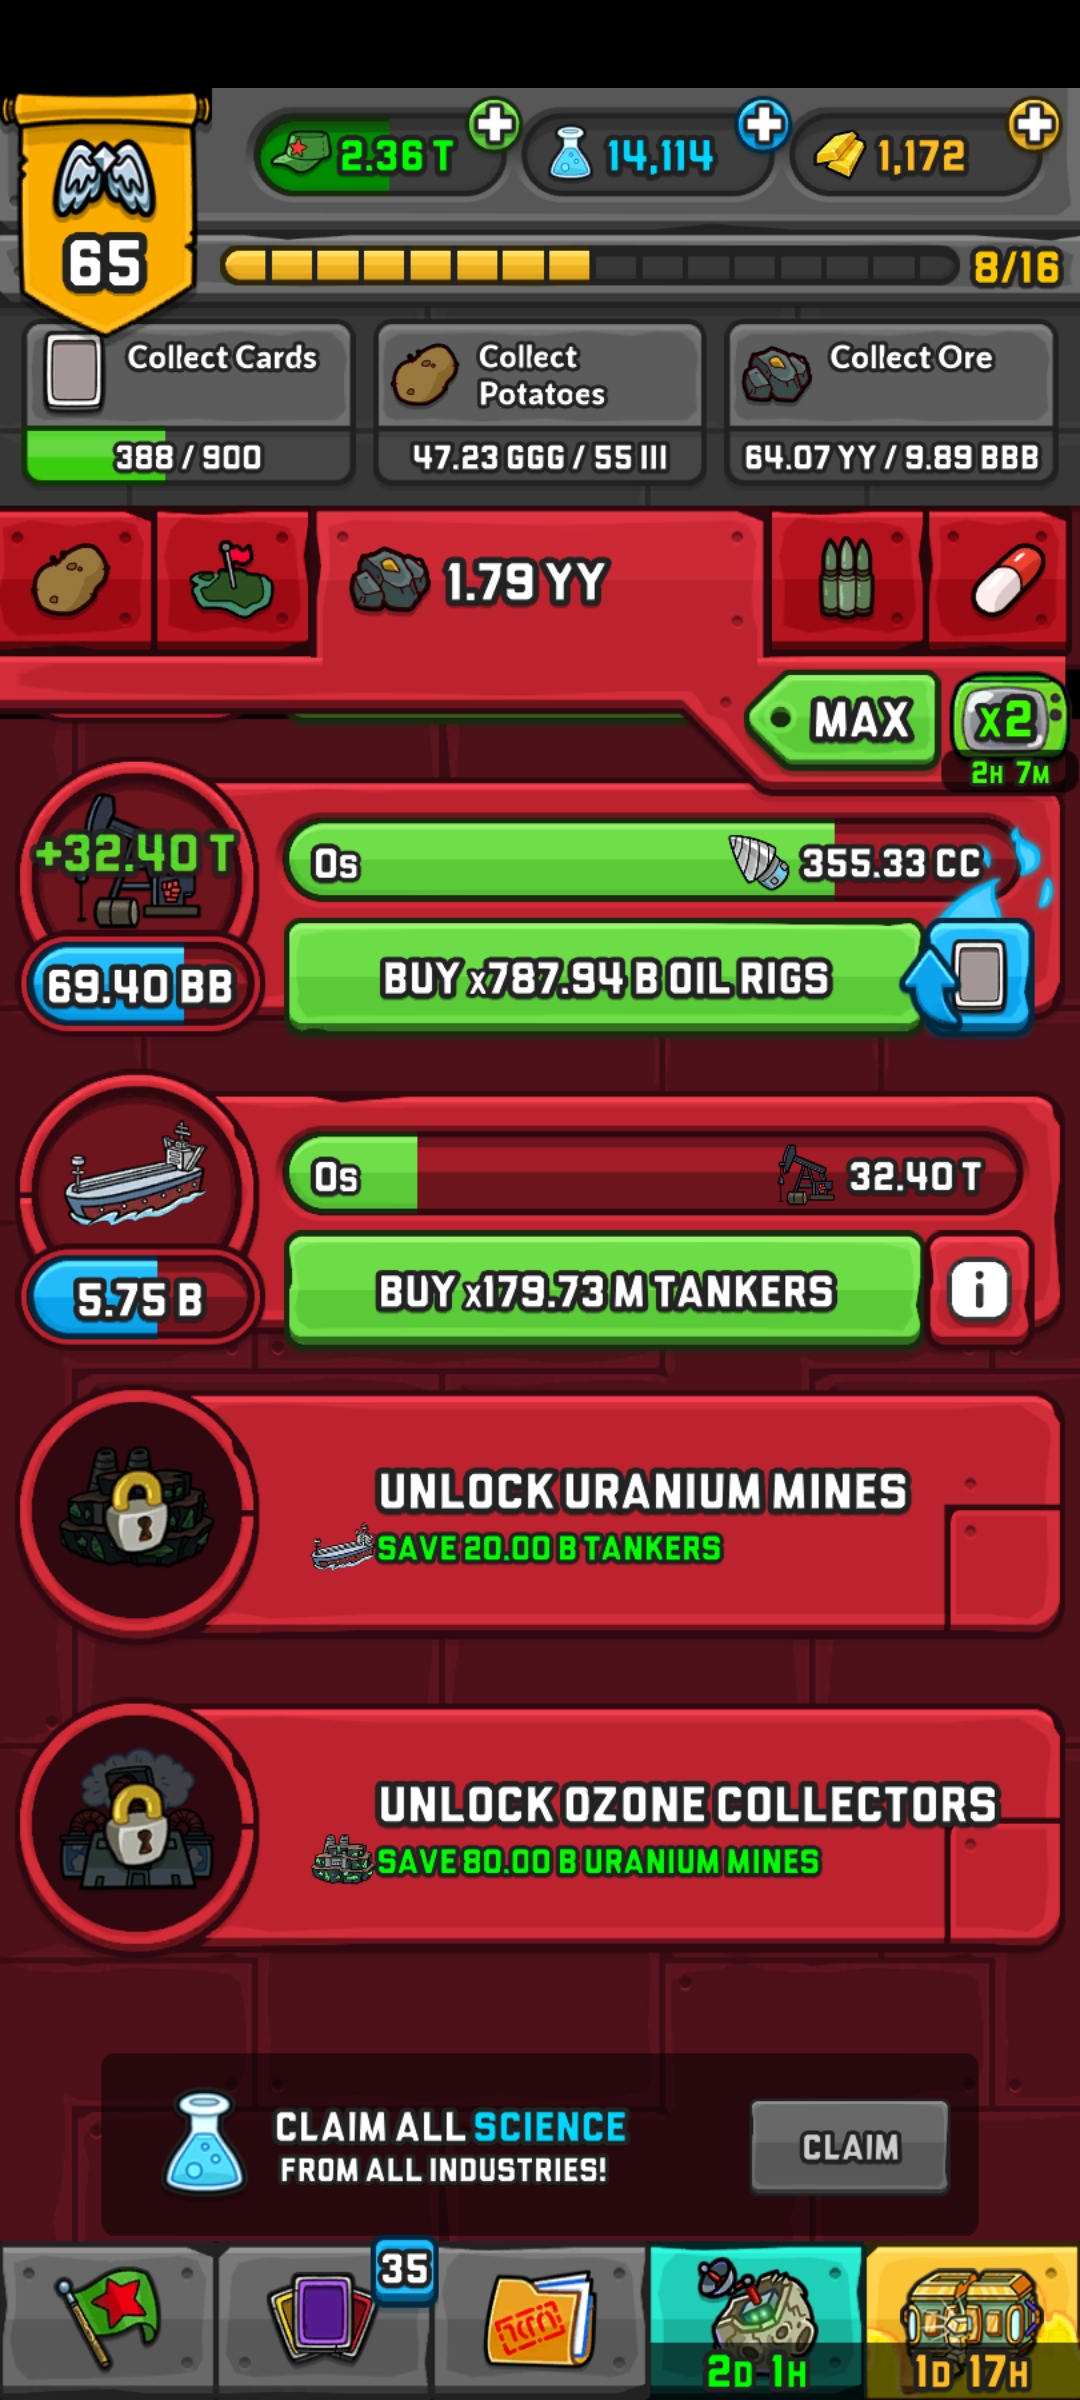 2.36 T
14,114
1,172
65
8/16
Collect Cards
388 / 900
Collect
Potatoes
47.23 GGG / 55 III
Collect Ore
64.07 YY / 9.89 BBB
1.79 YY
MAX
x2
2H 7M
+32.40 T
0s
355.33 CC
69.40 BB
BUY x787.94 B OIL RIGS
0s
32.40 T
5.75 B
BUY x179.73 M TANKERS
i
UNLOCK URANIUM MINES
SAVE 20.00 B TANKERS
UNLOCK OZONE COLLECTORS
SAVE 80.00 B URANIUM MINES
CLAIM ALL SCIENCE
FROM ALL INDUSTRIES!
CLAIM
35
2D 1H
1D 17H